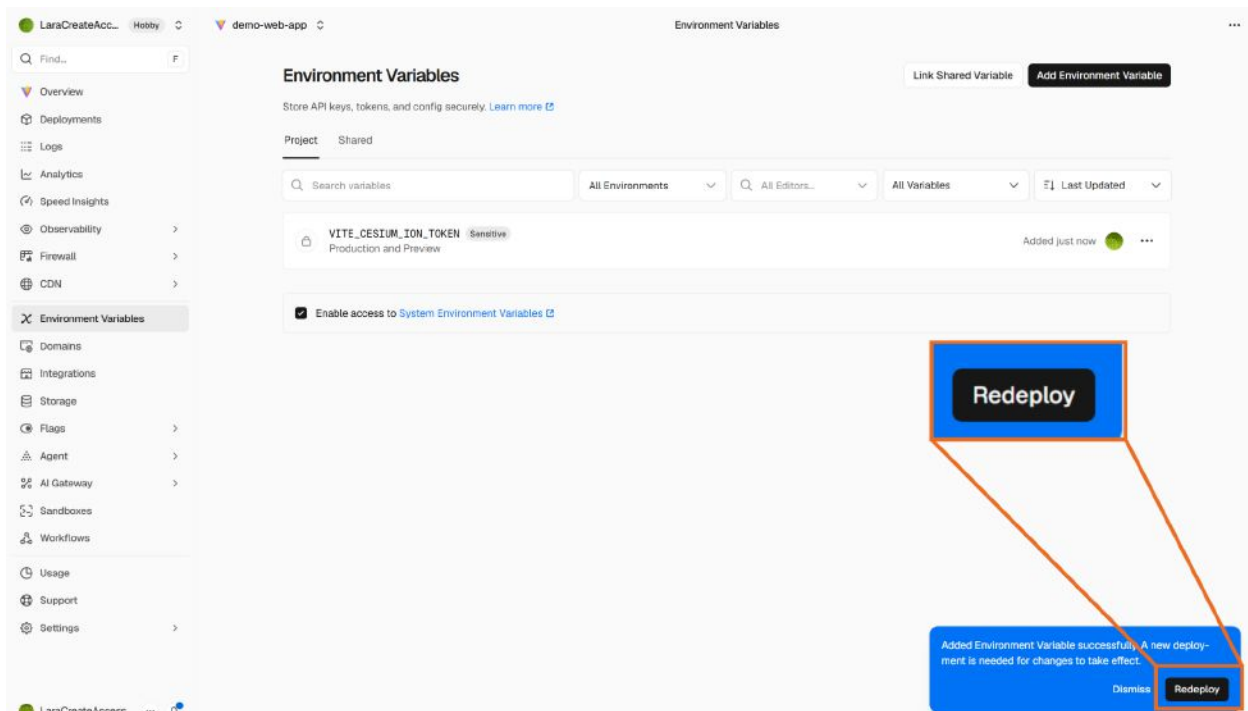 LaraCreateAcc... Hobby
demo-web-app
Environment Variables
Find... F
Overview
Deployments
Logs
Analytics
Speed Insights
Observability
Firewall
CDN
Environment Variables
Domains
Integrations
Storage
Flags
Agent
AI Gateway
Sandboxes
Workflows
Usage
Support
Settings
LaraCreateAccess
Environment Variables
Link Shared Variable
Add Environment Variable
Store API keys, tokens, and config securely. Learn more
Project Shared
Search variables
All Environments
All Editors...
All Variables
Last Updated
VITE_CESIUM_ION_TOKEN Sensitive
Production and Preview
Added just now
Enable access to System Environment Variables
Redeploy
Added Environment Variable successfully. A new deploy-
ment is needed for changes to take effect.
Dismiss Redeploy